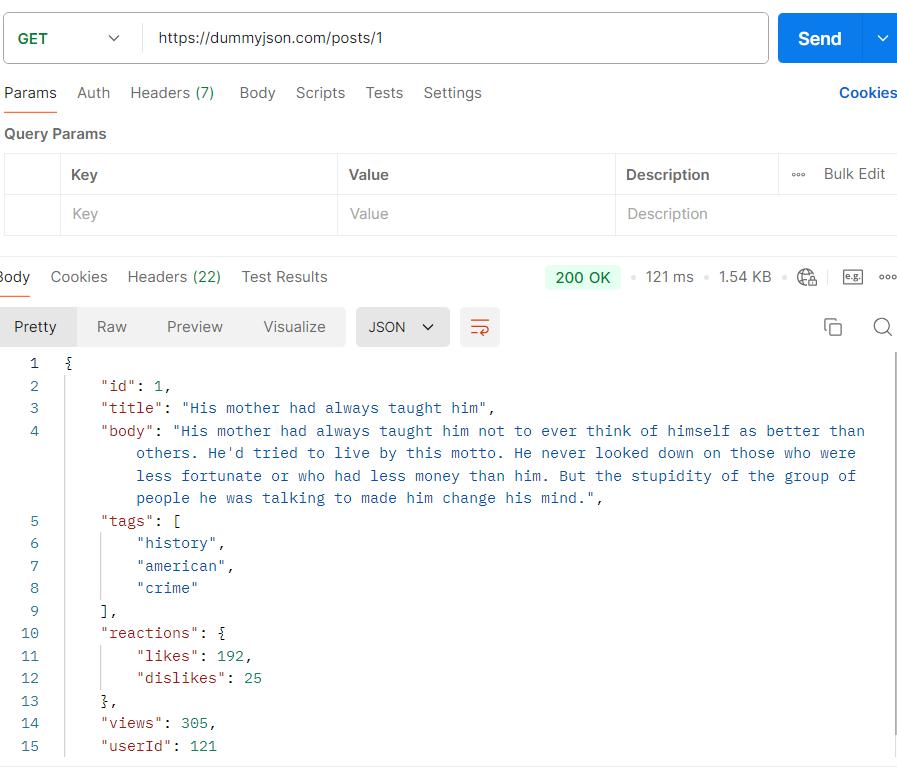 GET https://dummyjson.com/posts/1 Send
Params Auth Headers (7) Body Scripts Tests Settings Cookies
Query Params
Key Value Description Bulk Edit
Key Value Description
Body Cookies Headers (22) Test Results 200 OK 121 ms 1.54 KB e.g.
Pretty Raw Preview Visualize JSON
1 {
2 "id": 1,
3 "title": "His mother had always taught him",
4 "body": "His mother had always taught him not to ever think of himself as better than
others. He'd tried to live by this motto. He never looked down on those who were
less fortunate or who had less money than him. But the stupidity of the group of
people he was talking to made him change his mind.",
5 "tags": [
6 "history",
7 "american",
8 "crime"
9 ],
10 "reactions": {
11 "likes": 192,
12 "dislikes": 25
13 },
14 "views": 305,
15 "userId": 121